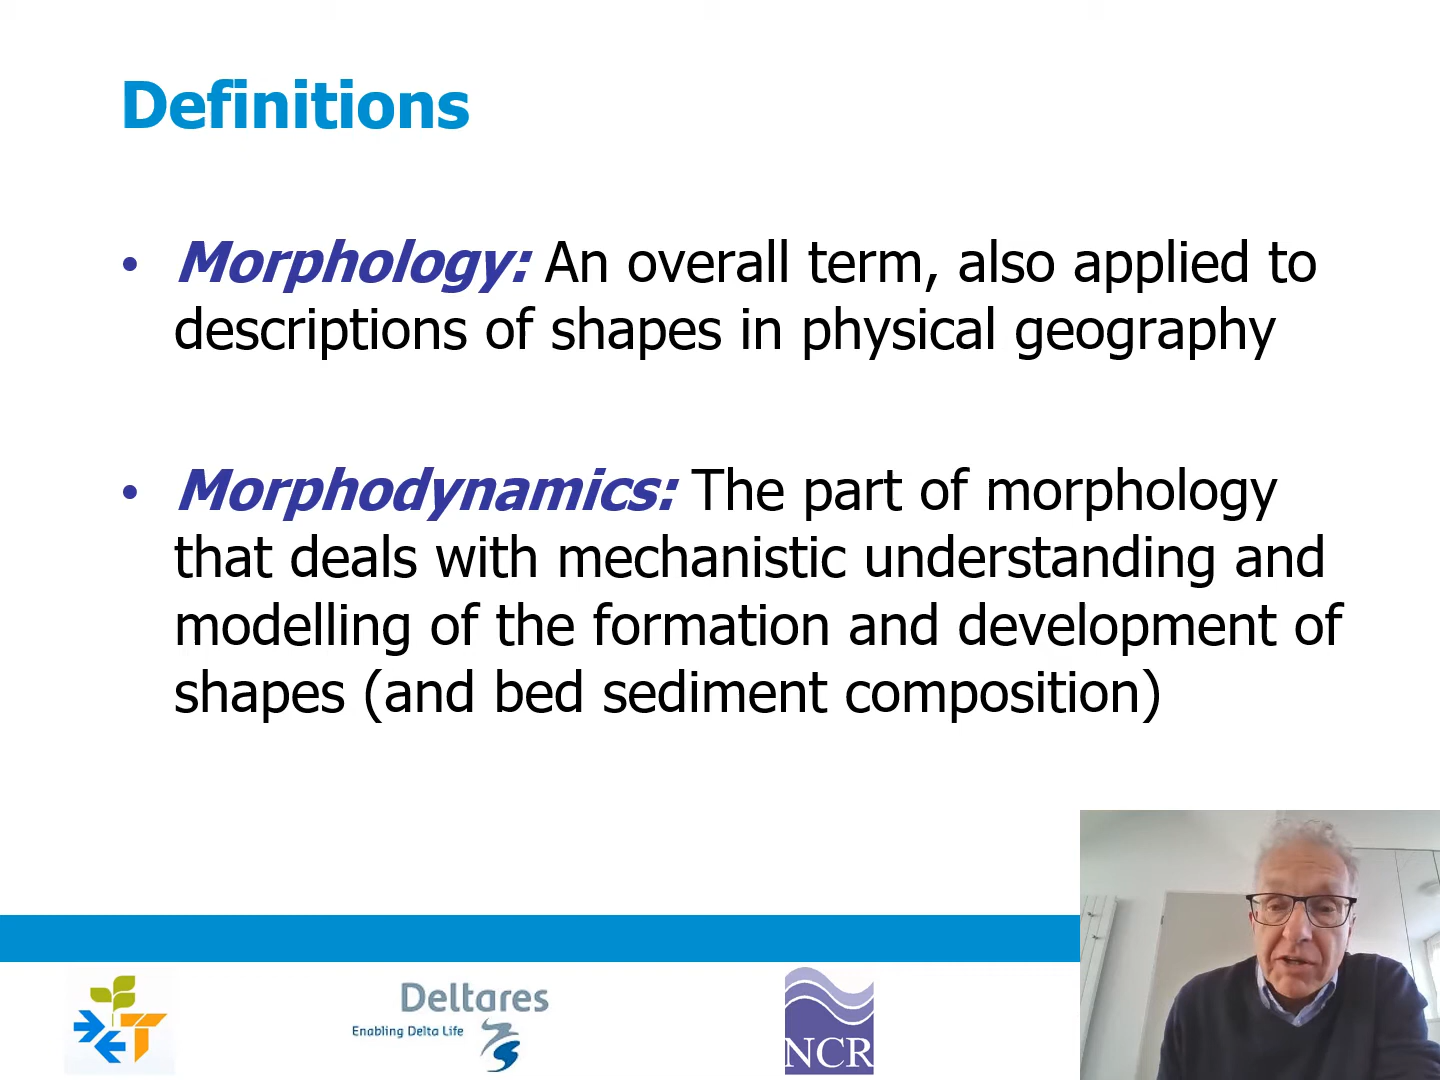 Definitions
• Morphology: An overall term, also applied to
descriptions of shapes in physical geography
• Morphodynamics: The part of morphology
that deals with mechanistic understanding and
modelling of the formation and development of
shapes (and bed sediment composition)
Deltares
Enabling Delta Life
NCR